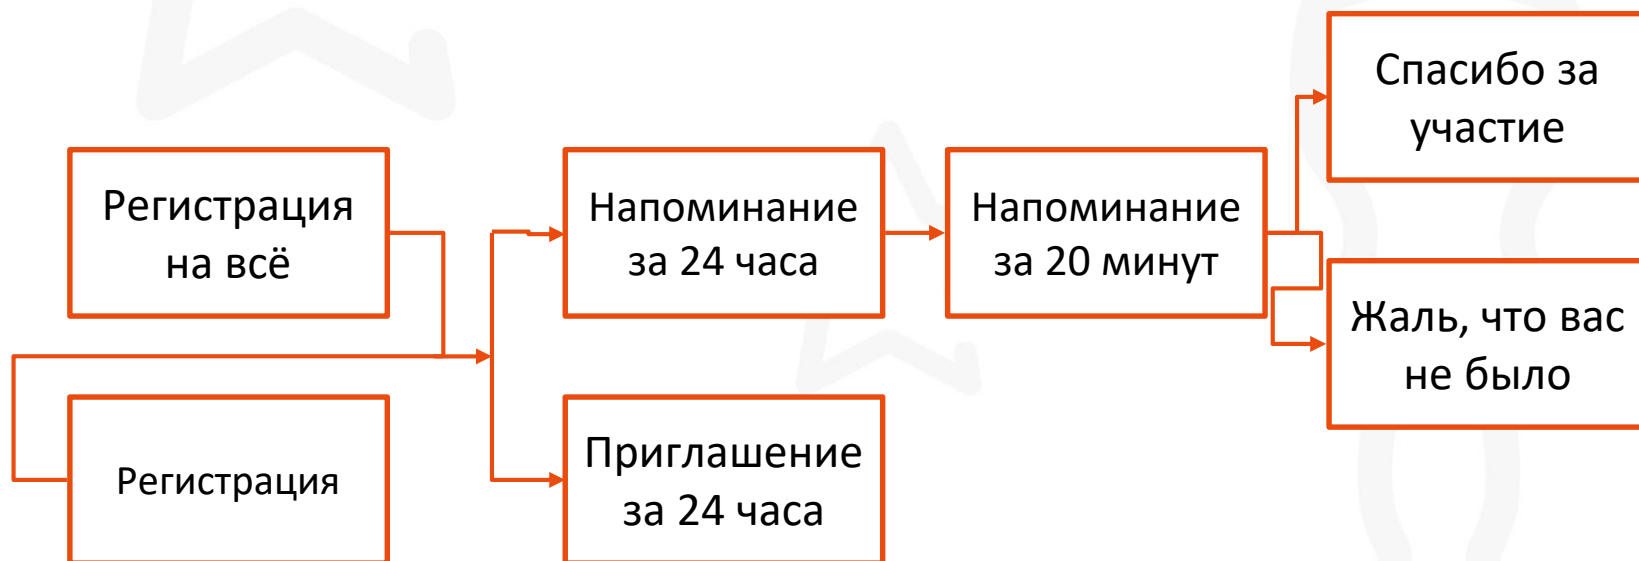 Спасибо за
участие
Регистрация
на всё
Напоминание
за 24 часа
Напоминание
за 20 минут
Жаль, что вас
не было
Регистрация
Приглашение
за 24 часа